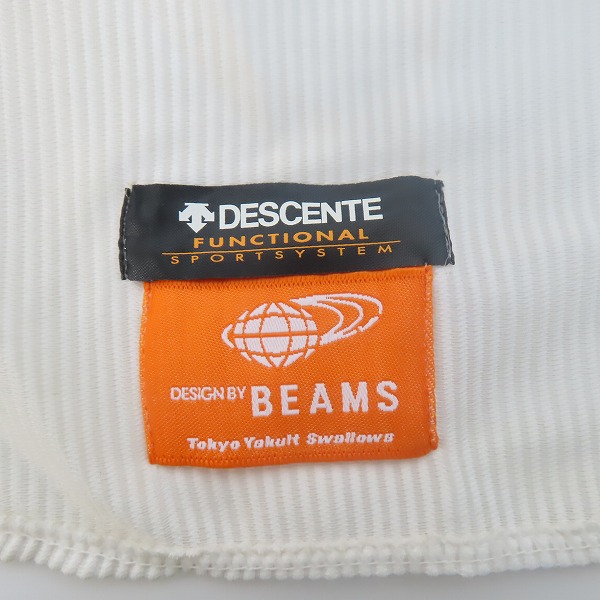 DESCENTE
FUNCTIONAL
SPORTSYSTEM
DESIGN BY BEAMS
Tokyo Yakult Swallows